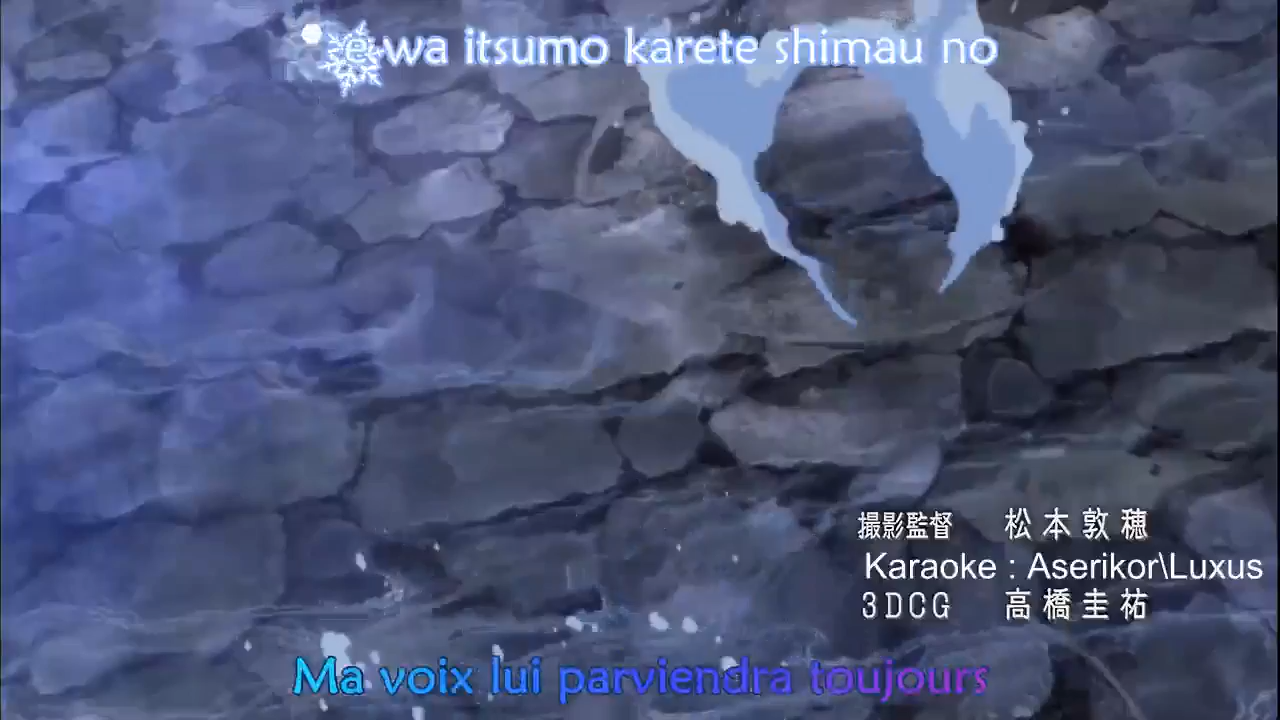 e wa itsumo karete shimau no
撮影監督 松本敦穂
Karaoke : Aserikor\Luxus
3DCG 高橋圭祐
Ma voix lui parviendra toujours